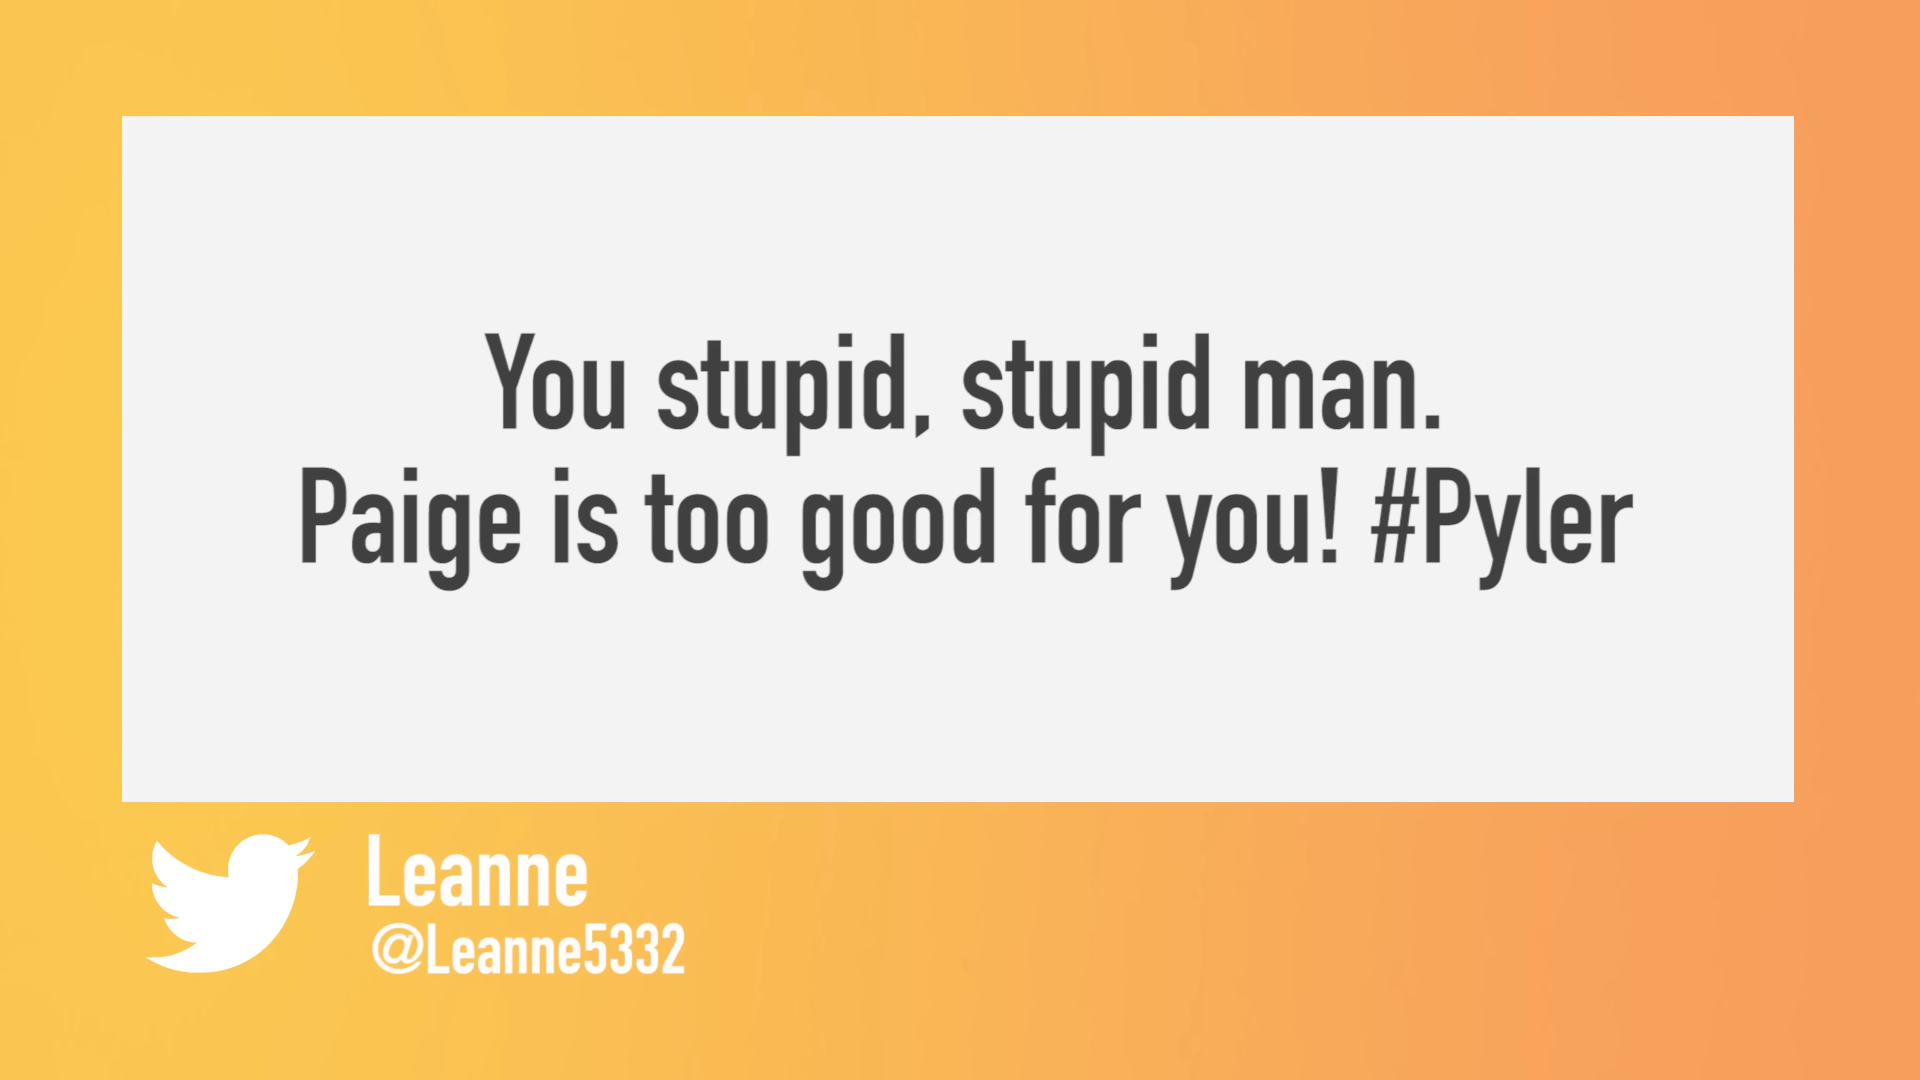 You stupid, stupid man.
Paige is too good for you! #Pyler
Leanne
@Leanne5332